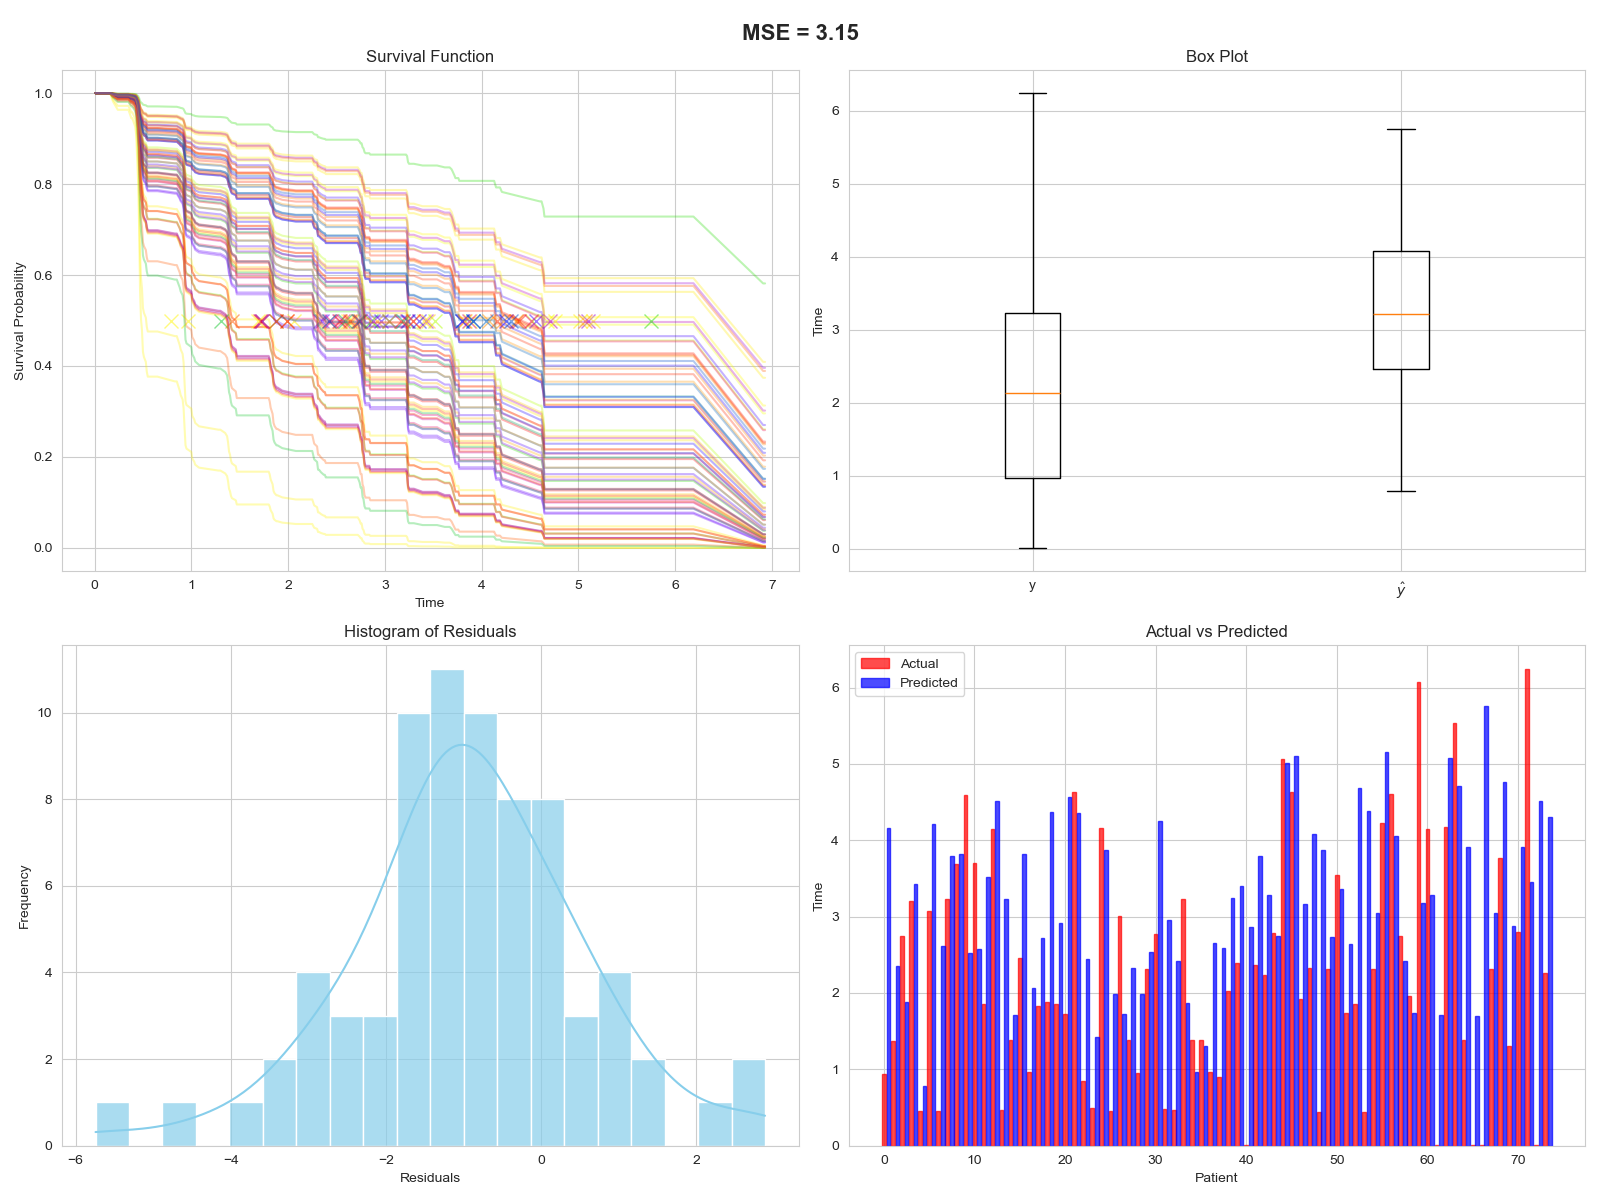 MSE = 3.15
Survival Function
Survival Probability
1.0
0.8
0.6
0.4
0.2
0.0
0 1 2 3 4 5 6 7
Time
Box Plot
Time
6
5
4
3
2
1
0
y ŷ
Histogram of Residuals
Frequency
10
8
6
4
2
0
−6 −4 −2 0 2
Residuals
Actual vs Predicted
Actual
Predicted
Time
6
5
4
3
2
1
0
0 10 20 30 40 50 60 70
Patient